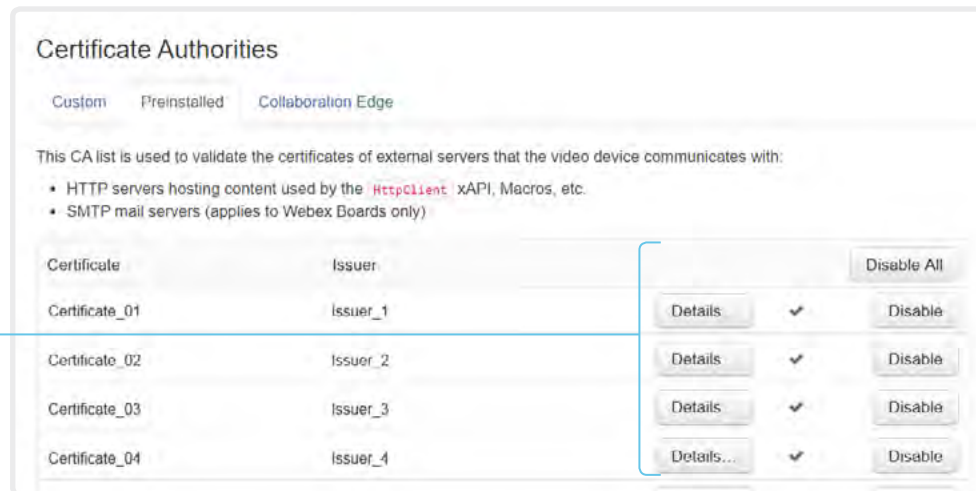 Certificate Authorities
Custom Preinstalled Collaboration Edge
This CA list is used to validate the certificates of external servers that the video device communicates with:
• HTTP servers hosting content used by the HttpClient xAPI, Macros, etc.
• SMTP mail servers (applies to Webex Boards only)
Certificate Issuer Disable All
Certificate_01 Issuer_1 Details... ✔ Disable
Certificate_02 Issuer_2 Details... ✔ Disable
Certificate_03 Issuer_3 Details... ✔ Disable
Certificate_04 Issuer_4 Details... ✔ Disable